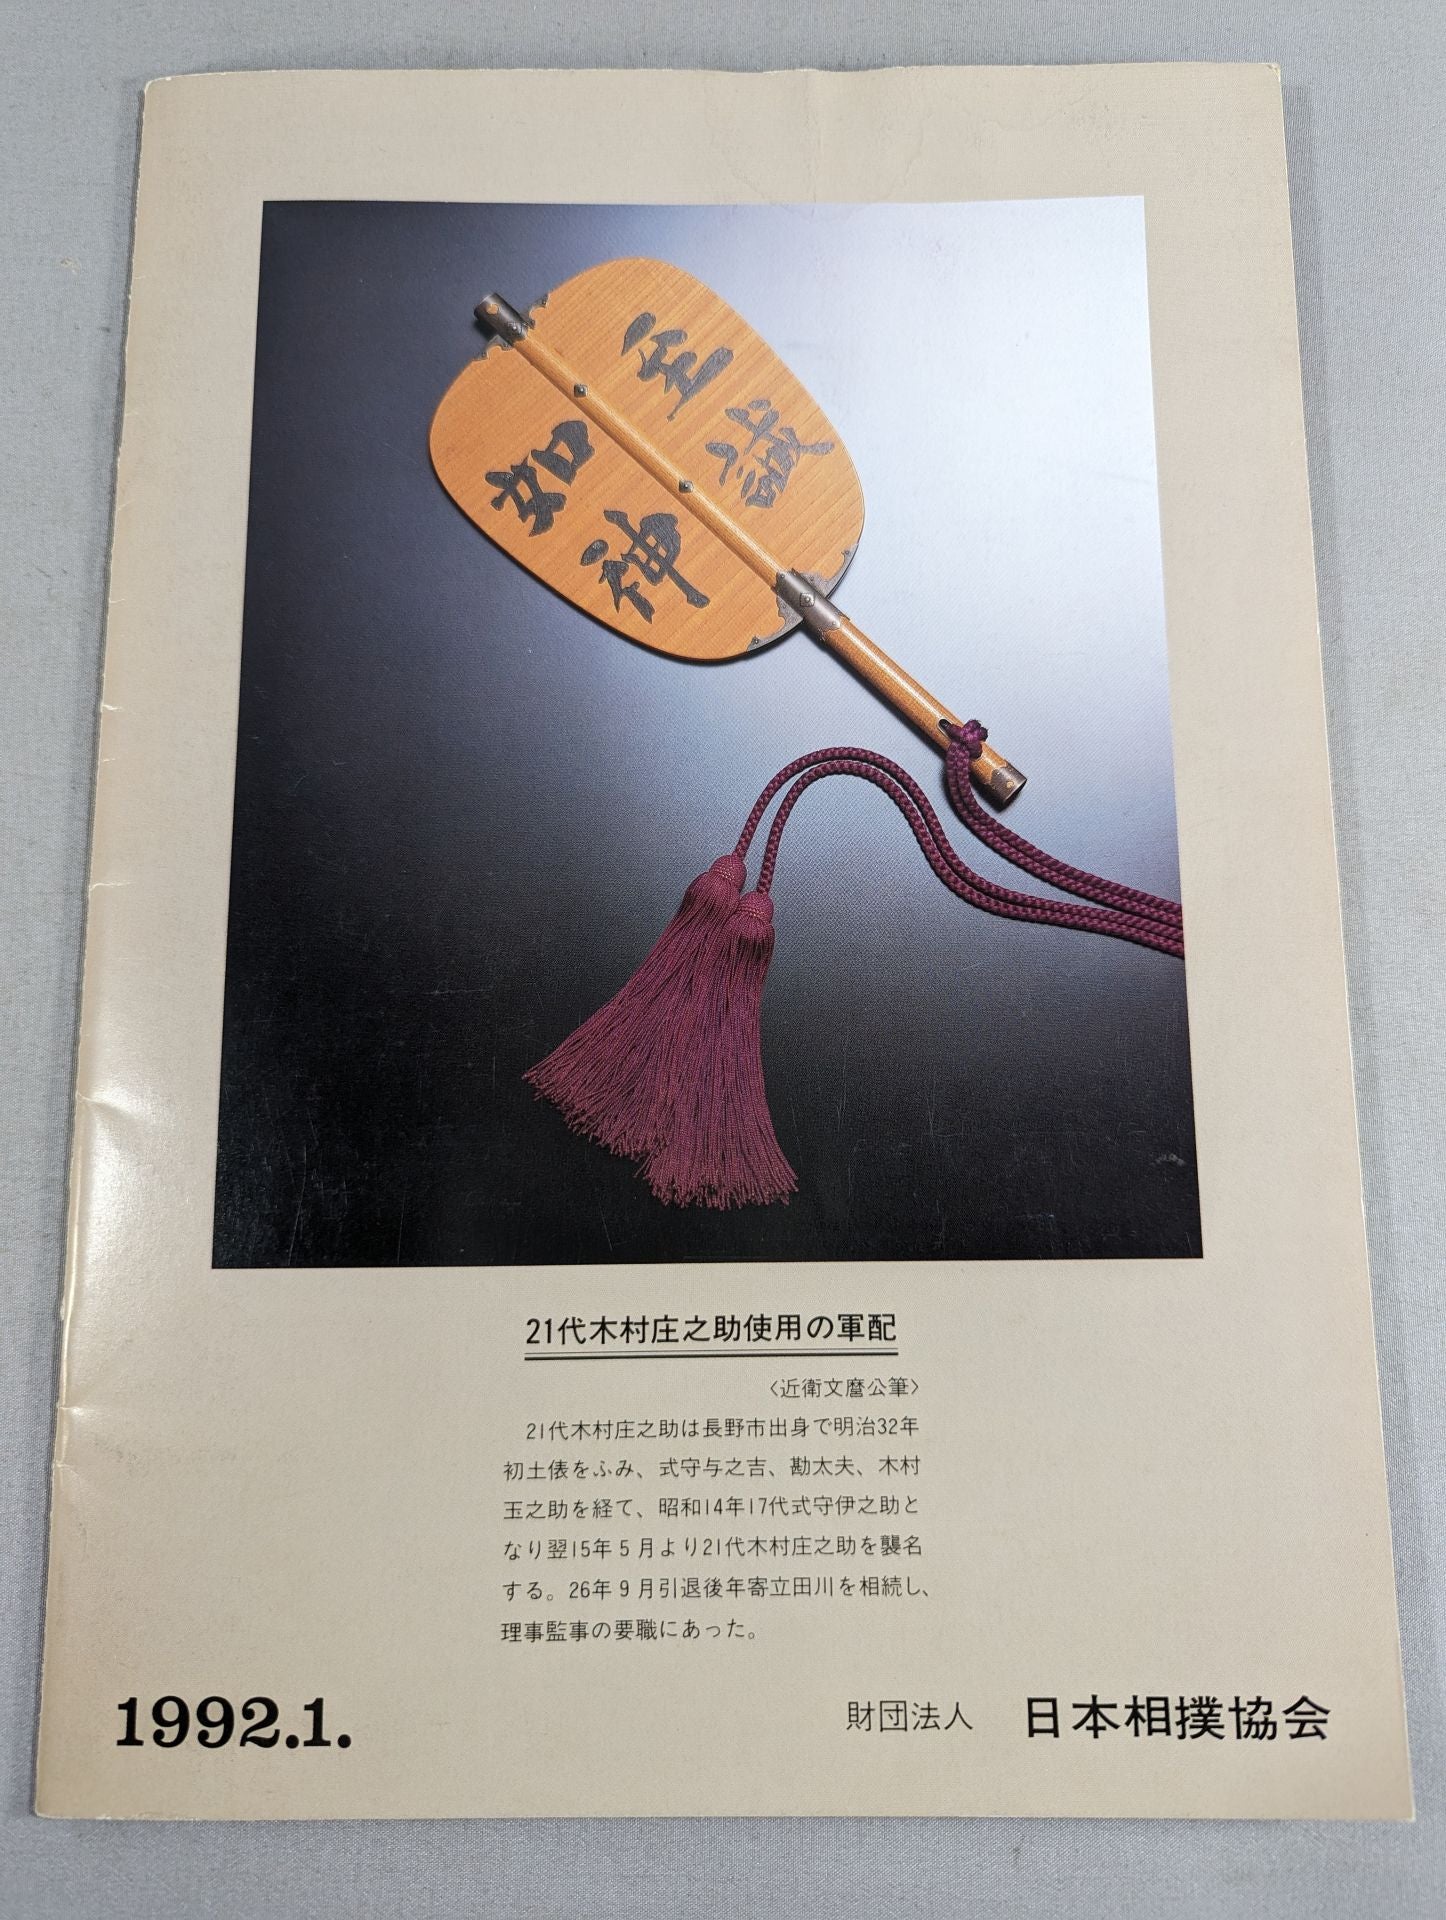 至誠
如神
21代木村庄之助使用の軍配
〈近衛文麿公筆〉
21代木村庄之助は長野市出身で明治32年
初土俵をふみ、式守与之吉、勘太夫、木村
玉之助を経て、昭和14年17代式守伊之助と
なり翌15年5月より21代木村庄之助を襲名
する。26年9月引退後年寄立田川を相続し、
理事監事の要職にあった。
1992.1.
財団法人 日本相撲協会